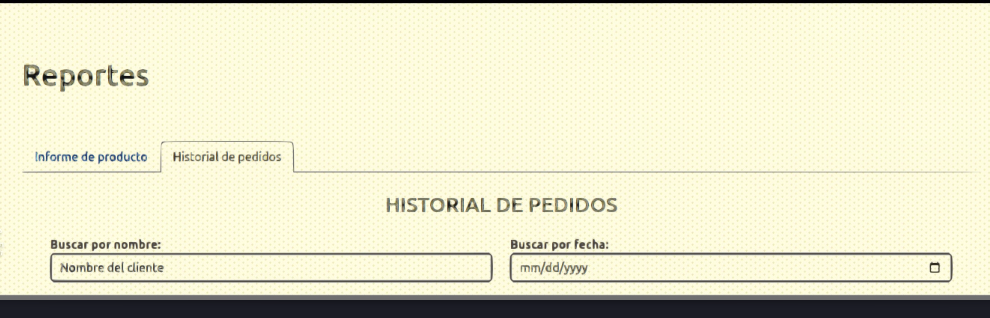 Reportes
Informe de producto Historial de pedidos
HISTORIAL DE PEDIDOS
Buscar por nombre: Buscar por fecha:
Nombre del cliente mm/dd/yyyy